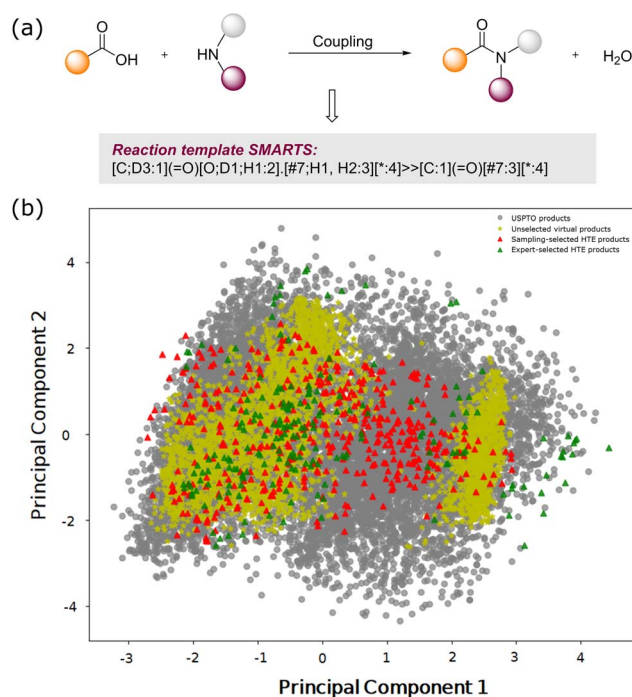 (a)
O
OH
+
HN
Coupling
O
N
+
H₂O
Reaction template SMARTS:
[C;D3:1](=O)[O;D1;H1:2].[#7;H1, H2:3][*:4]>>[C:1](=O)[#7:3][*:4]
(b)
USPTO products
Unselected virtual products
Sampling-selected HTE products
Expert-selected HTE products
Principal Component 2
4
2
0
-2
-4
-3 -2 -1 0 1 2 3 4
Principal Component 1